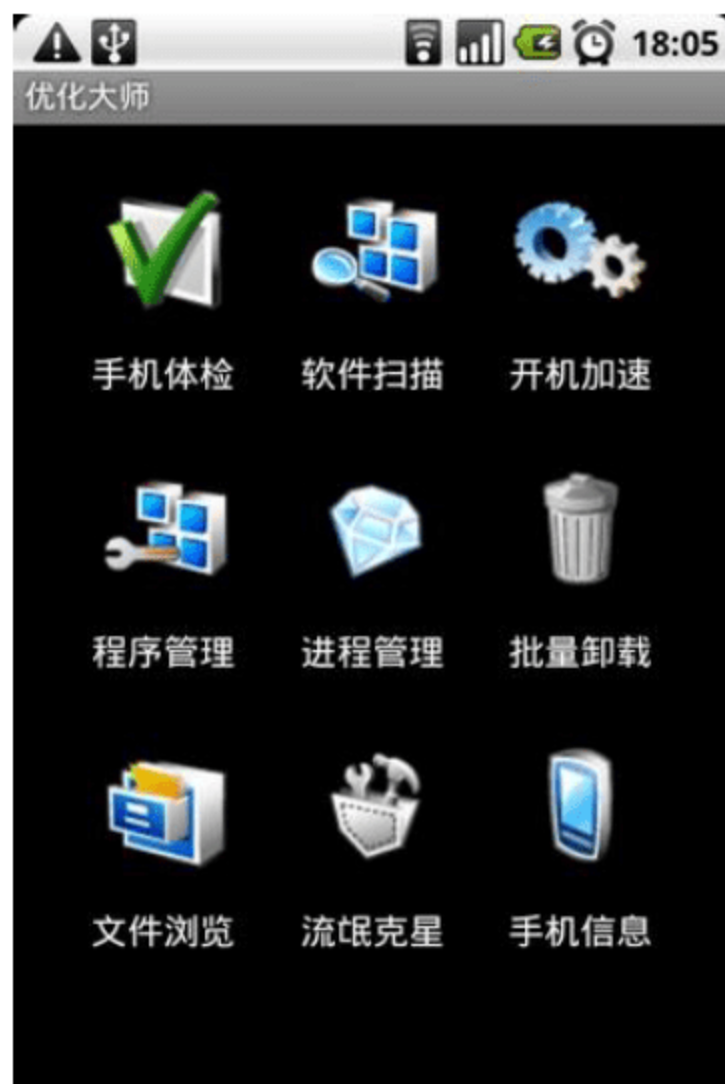 18:05
优化大师
手机体检 软件扫描 开机加速
程序管理 进程管理 批量卸载
文件浏览 流氓克星 手机信息